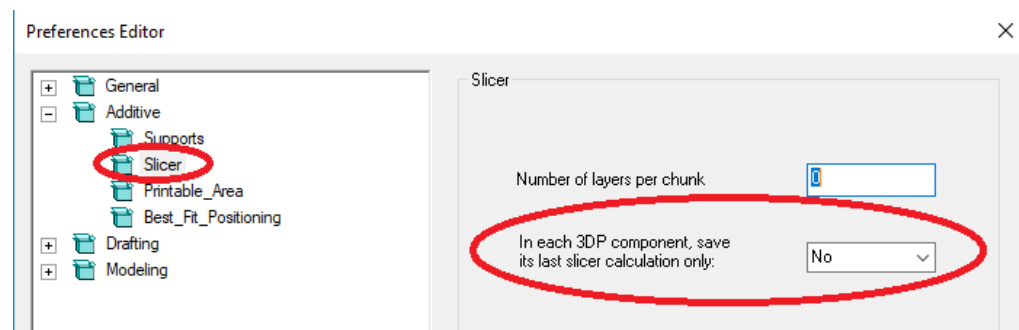 Preferences Editor
General
Additive
Supports
Slicer
Printable_Area
Best_Fit_Positioning
Drafting
Modeling
Slicer
Number of layers per chunk
0
In each 3DP component, save
its last slicer calculation only:
No